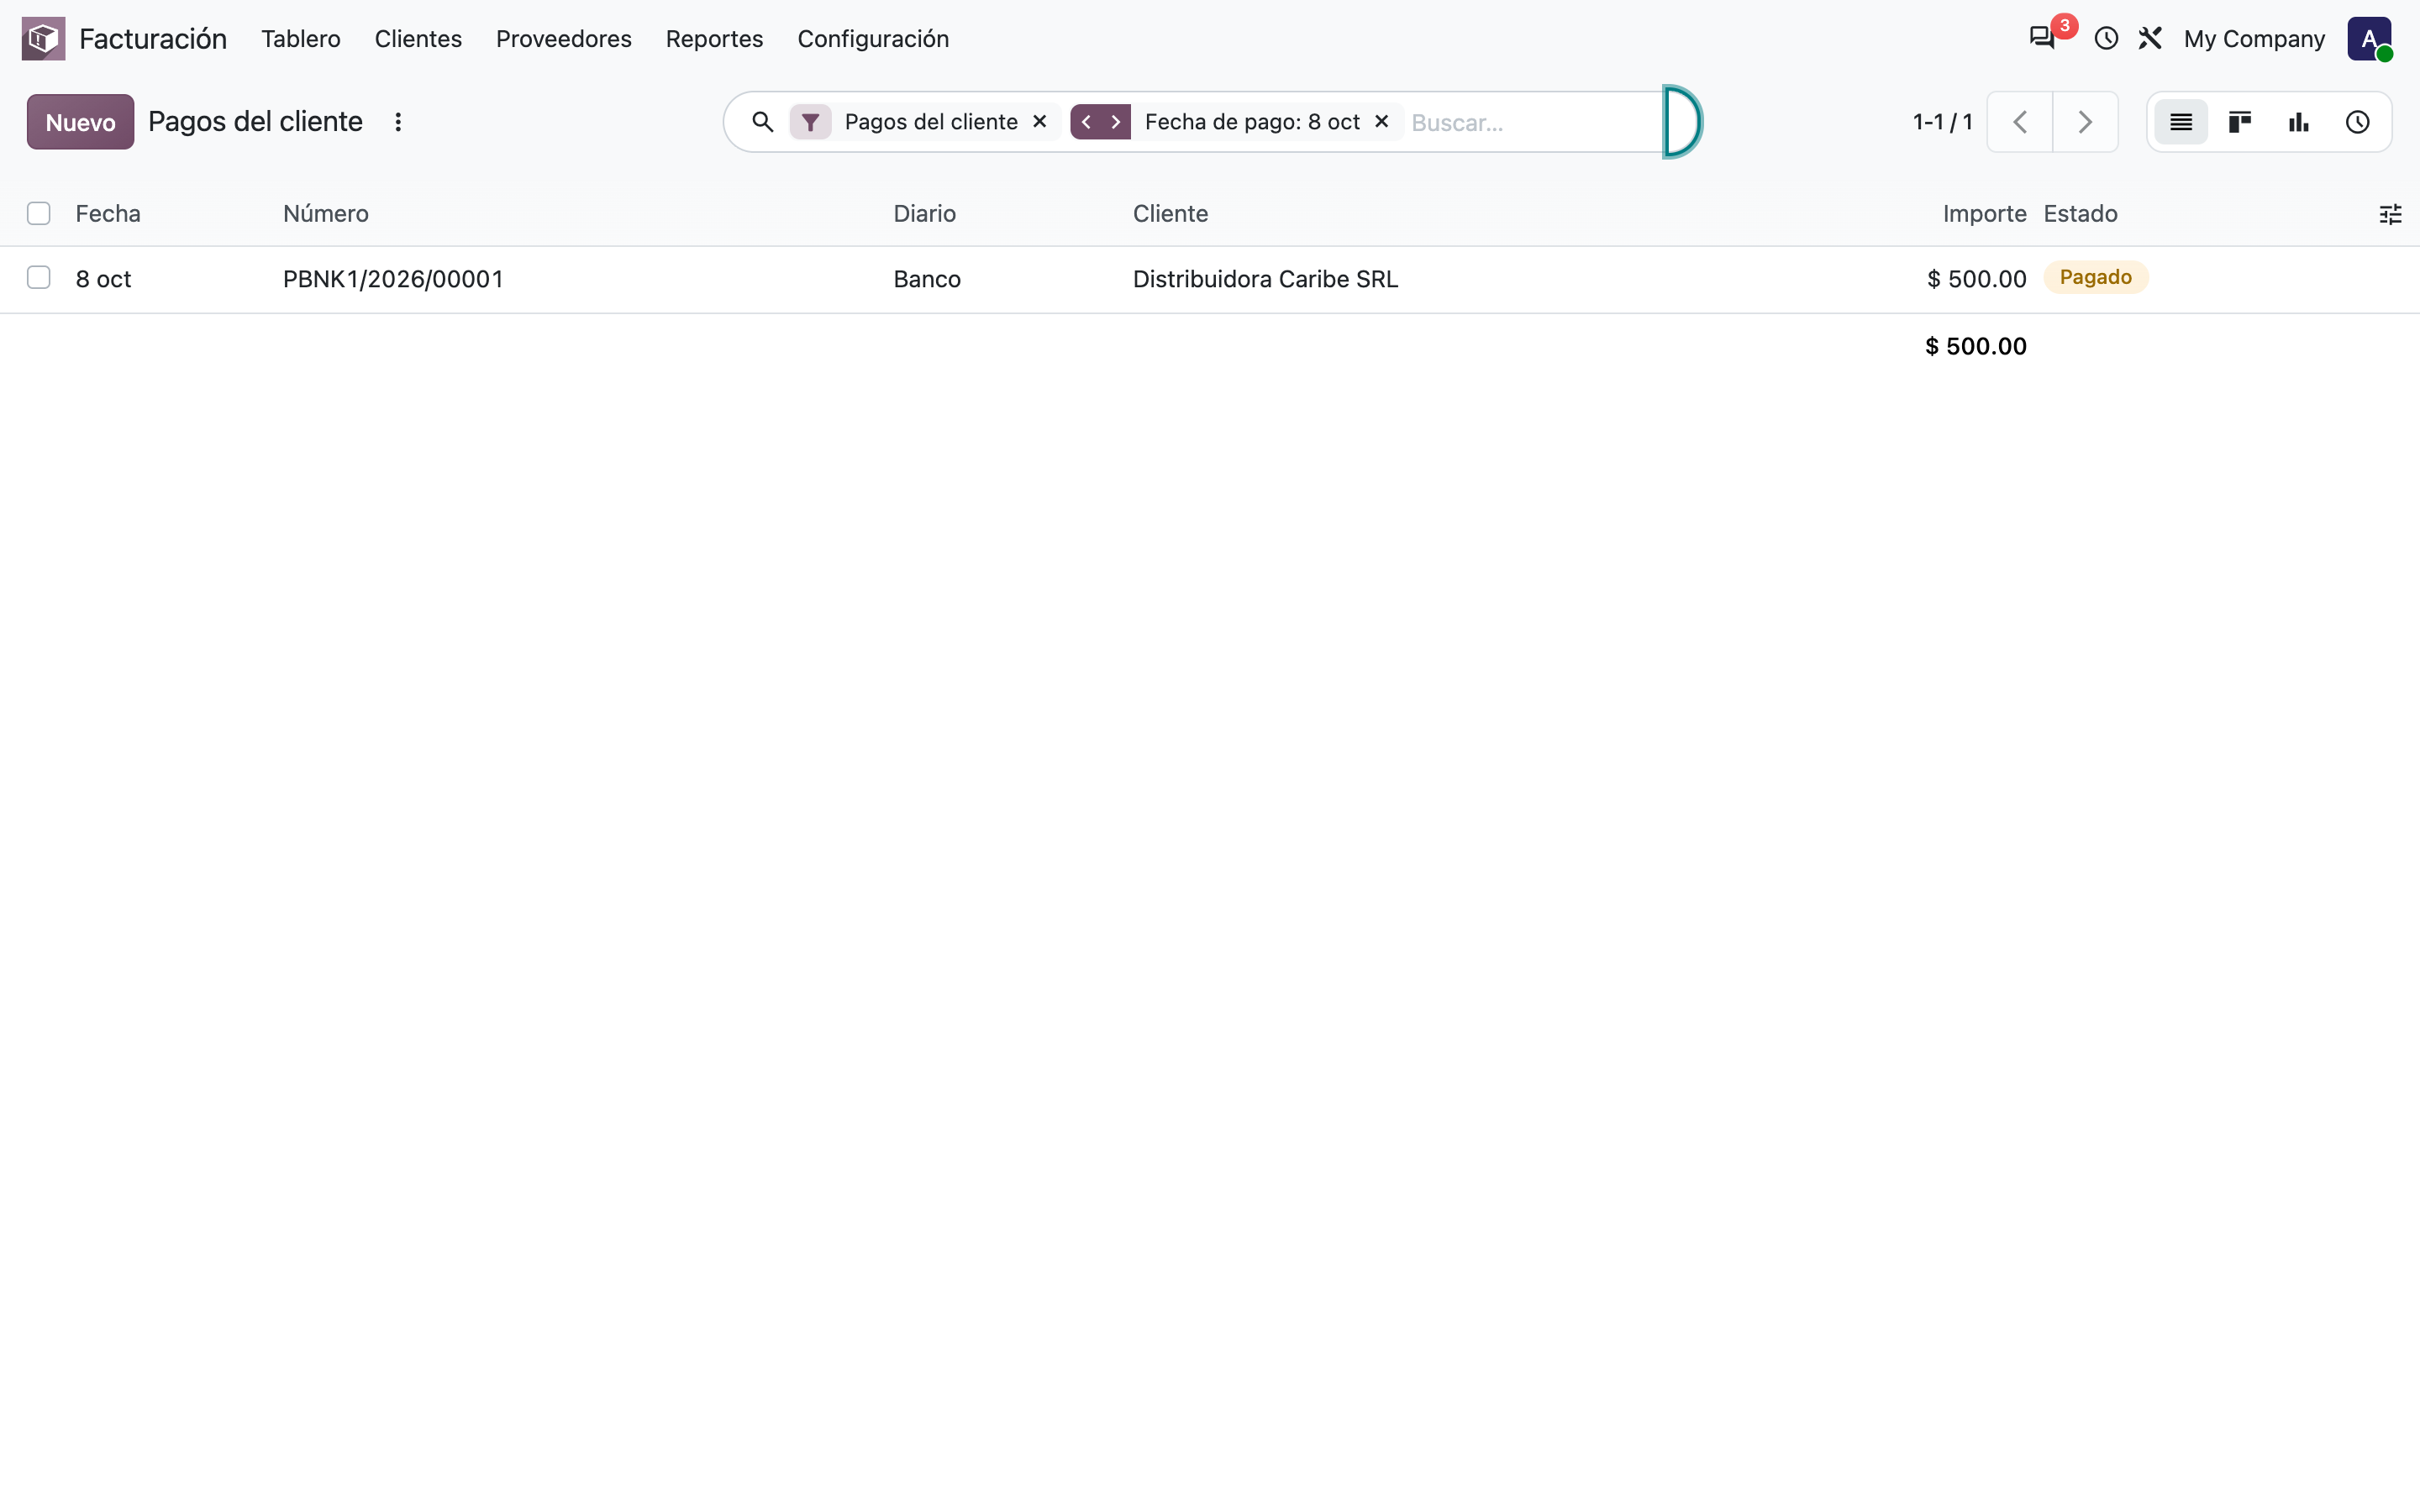 Facturación Tablero Clientes Proveedores Reportes Configuración 3 My Company A
Nuevo Pagos del cliente Pagos del cliente Fecha de pago: 8 oct Buscar... 1-1 / 1
Fecha Número Diario Cliente Importe Estado
8 oct PBNK1/2026/00001 Banco Distribuidora Caribe SRL $ 500.00 Pagado
$ 500.00